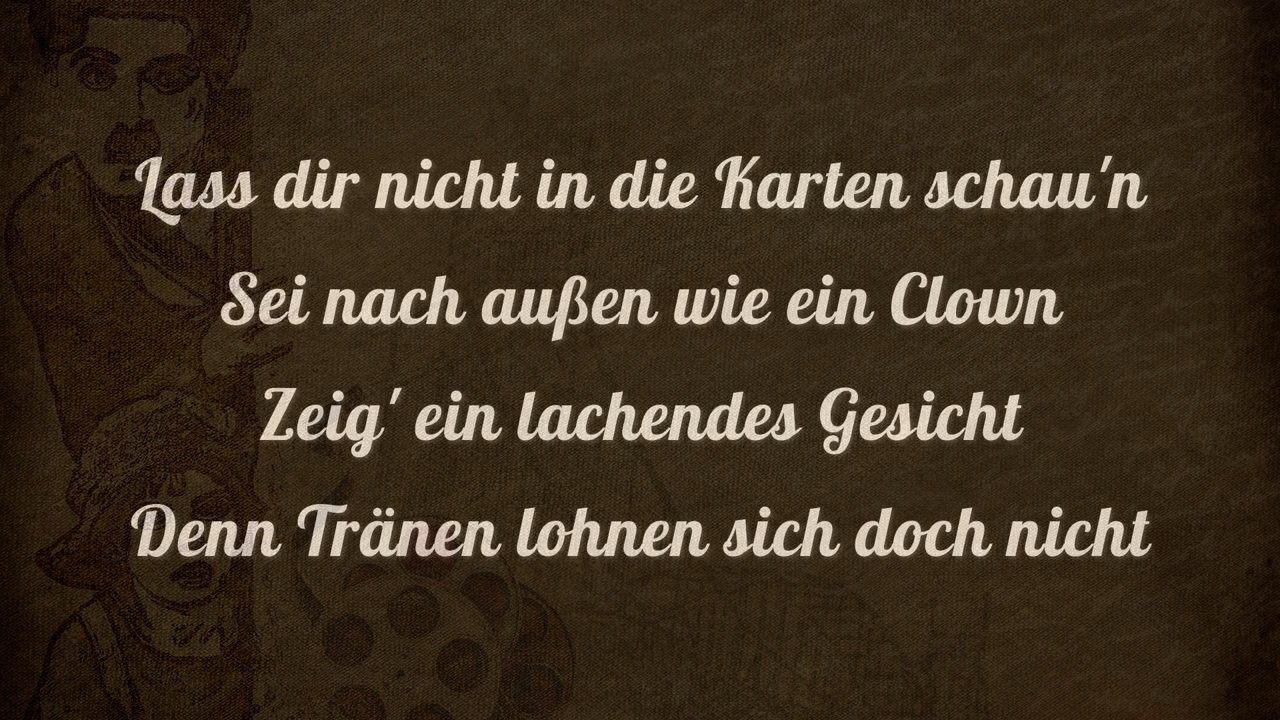 Lass dir nicht in die Karten schau'n
Sei nach außen wie ein Clown
Zeig' ein lachendes Gesicht
Denn Tränen lohnen sich doch nicht